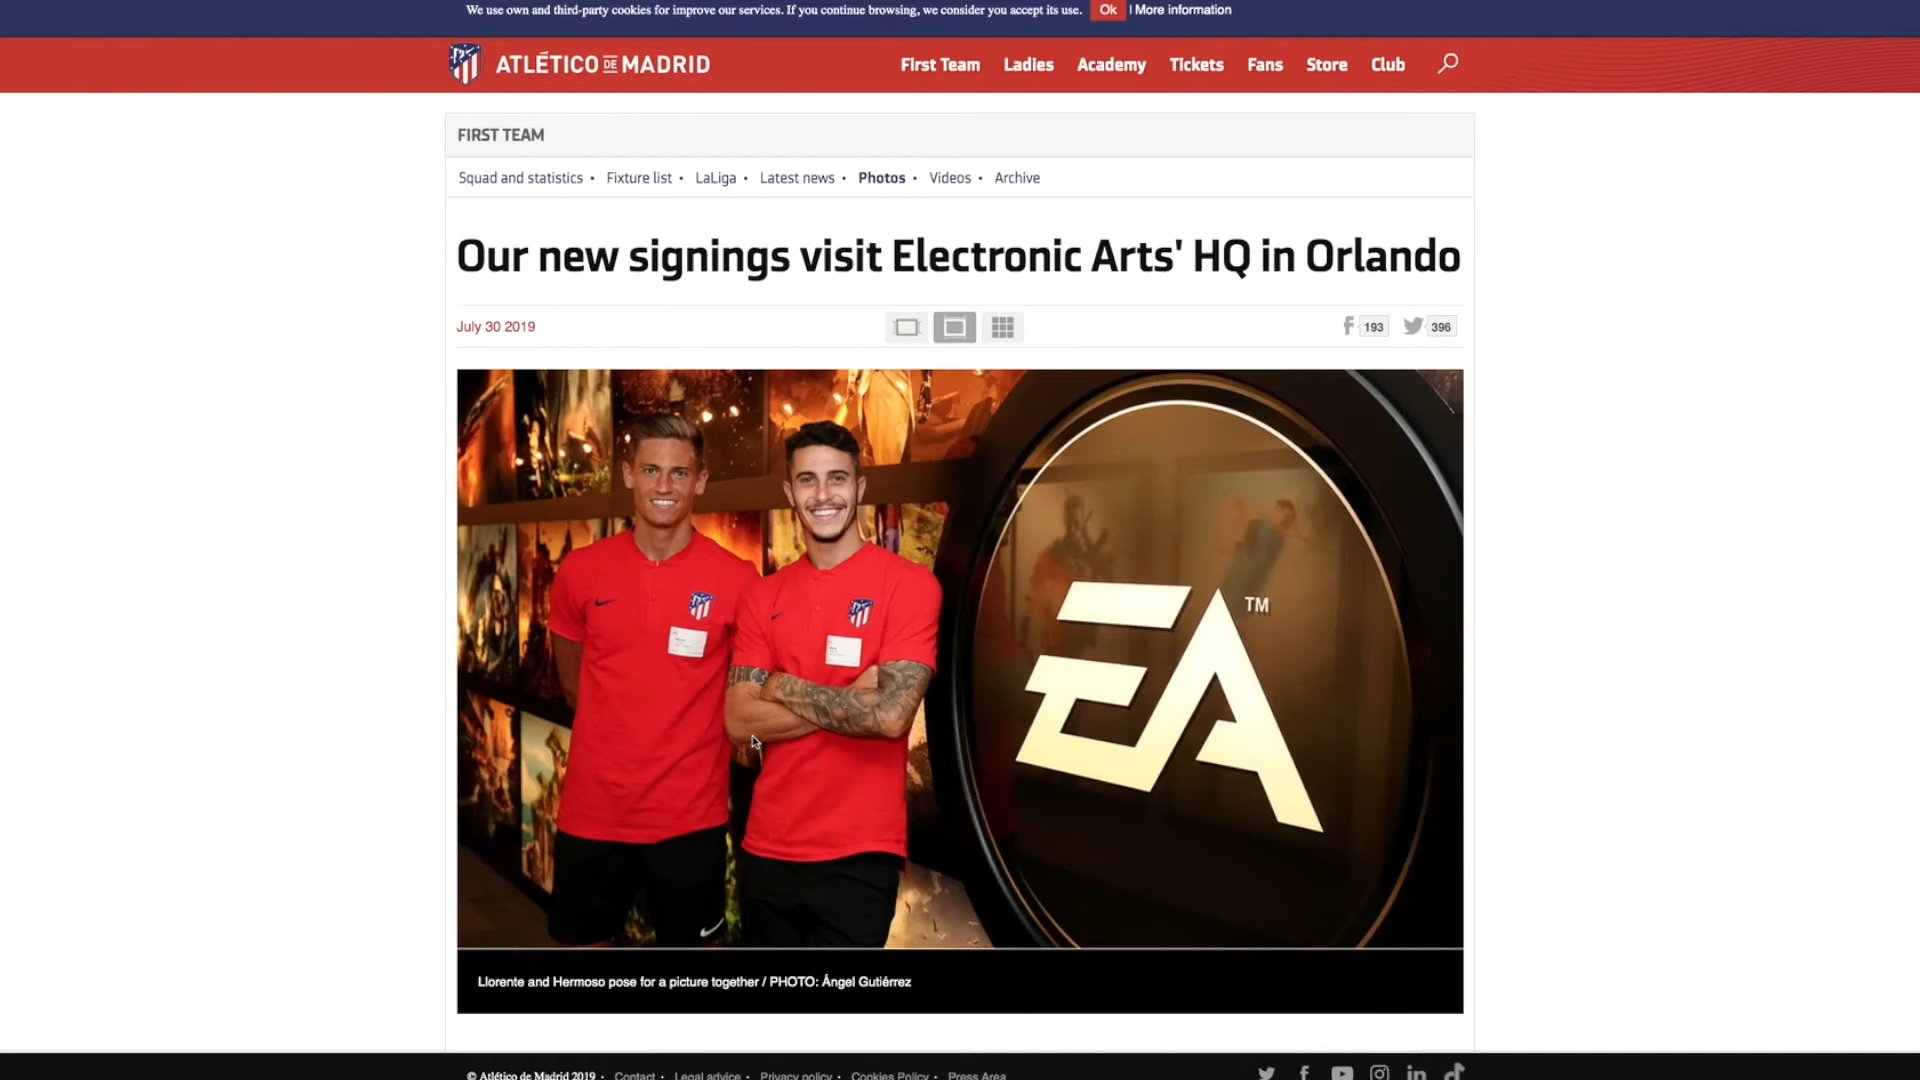 We use own and third-party cookies for improve our services. If you continue browsing, we consider you accept its use. Ok | More information
ATLÉTICO DE MADRID
First Team Ladies Academy Tickets Fans Store Club
FIRST TEAM
Squad and statistics • Fixture list • LaLiga • Latest news • Photos • Videos • Archive
Our new signings visit Electronic Arts' HQ in Orlando
July 30 2019
193
396
EA
TM
Llorente and Hermoso pose for a picture together / PHOTO: Ángel Gutiérrez
© Atlético de Madrid 2019 • Contact • Legal advice • Privacy policy • Cookies Policy • Press Area